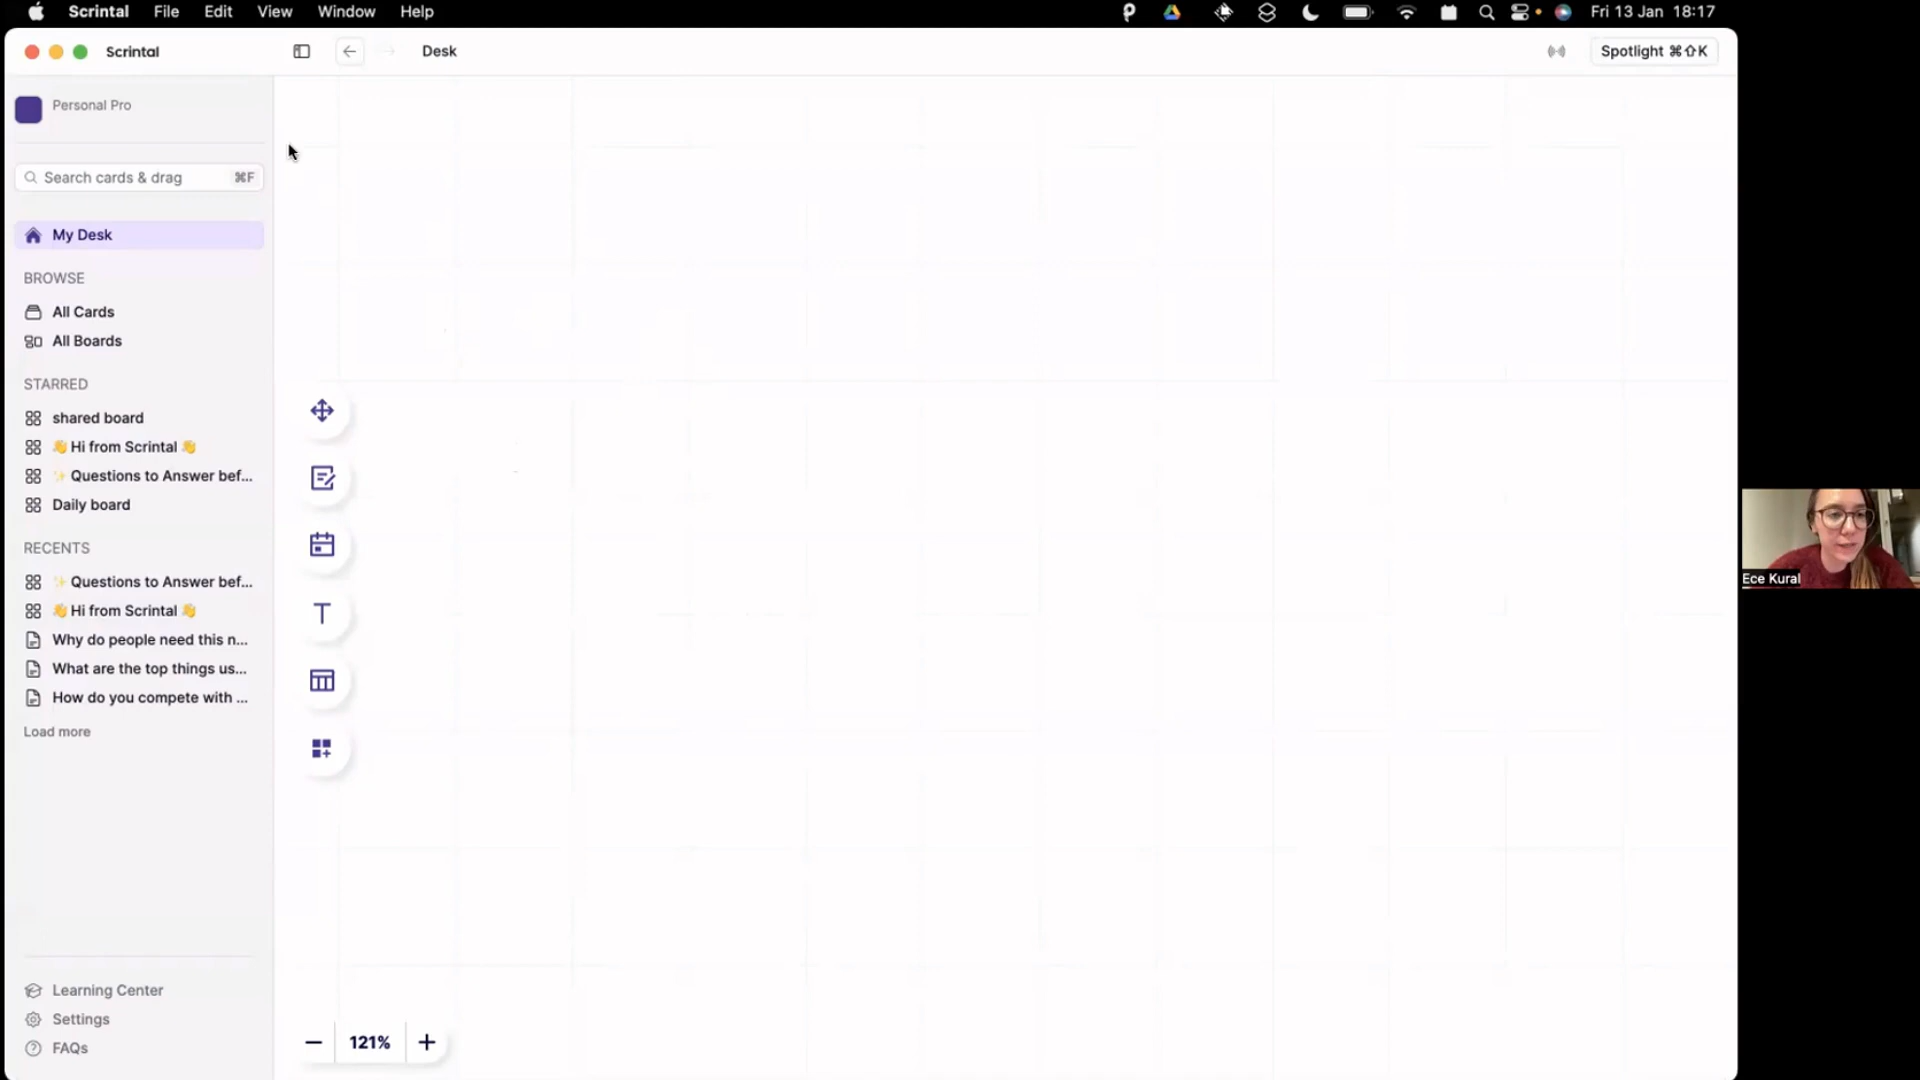 Scrintal File Edit View Window Help Fri 13 Jan 18:17
Scrintal Desk Spotlight ⌘⇧K
Personal Pro
Search cards & drag ⌘F
My Desk
BROWSE
All Cards
All Boards
STARRED
shared board
👋 Hi from Scrintal 👋
✨ Questions to Answer bef...
Daily board
RECENTS
✨ Questions to Answer bef...
👋 Hi from Scrintal 👋
Why do people need this n...
What are the top things us...
How do you compete with ...
Load more
Learning Center
Settings
FAQs
121%
Ece Kural